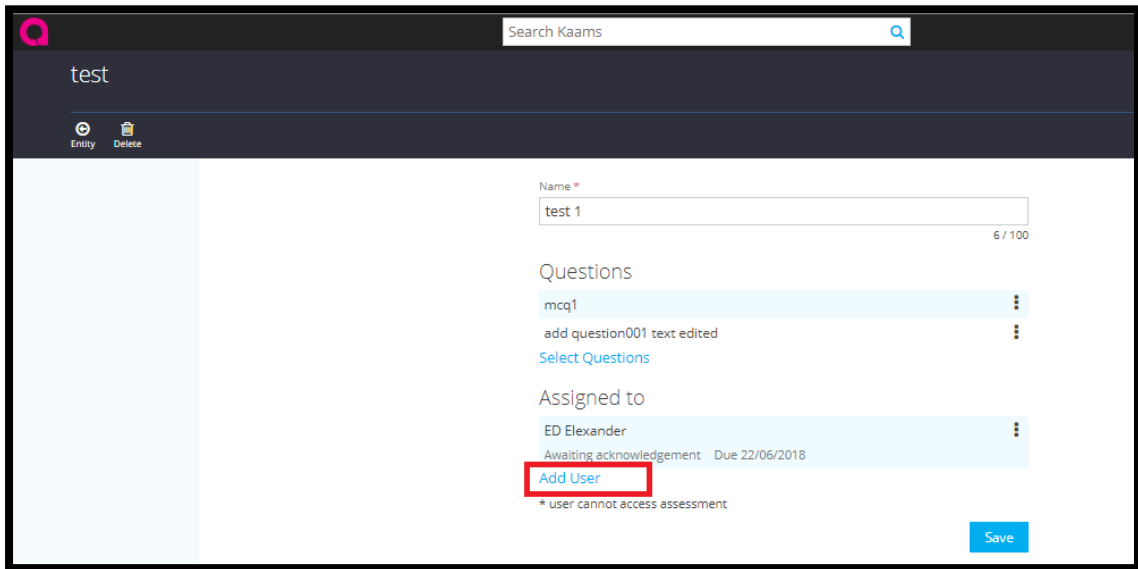 Search Kaams
test
Entity Delete
Name *
test 1
6 / 100
Questions
mcq1
add question001 text edited
Select Questions
Assigned to
ED Elexander
Awaiting acknowledgement Due 22/06/2018
Add User
* user cannot access assessment
Save